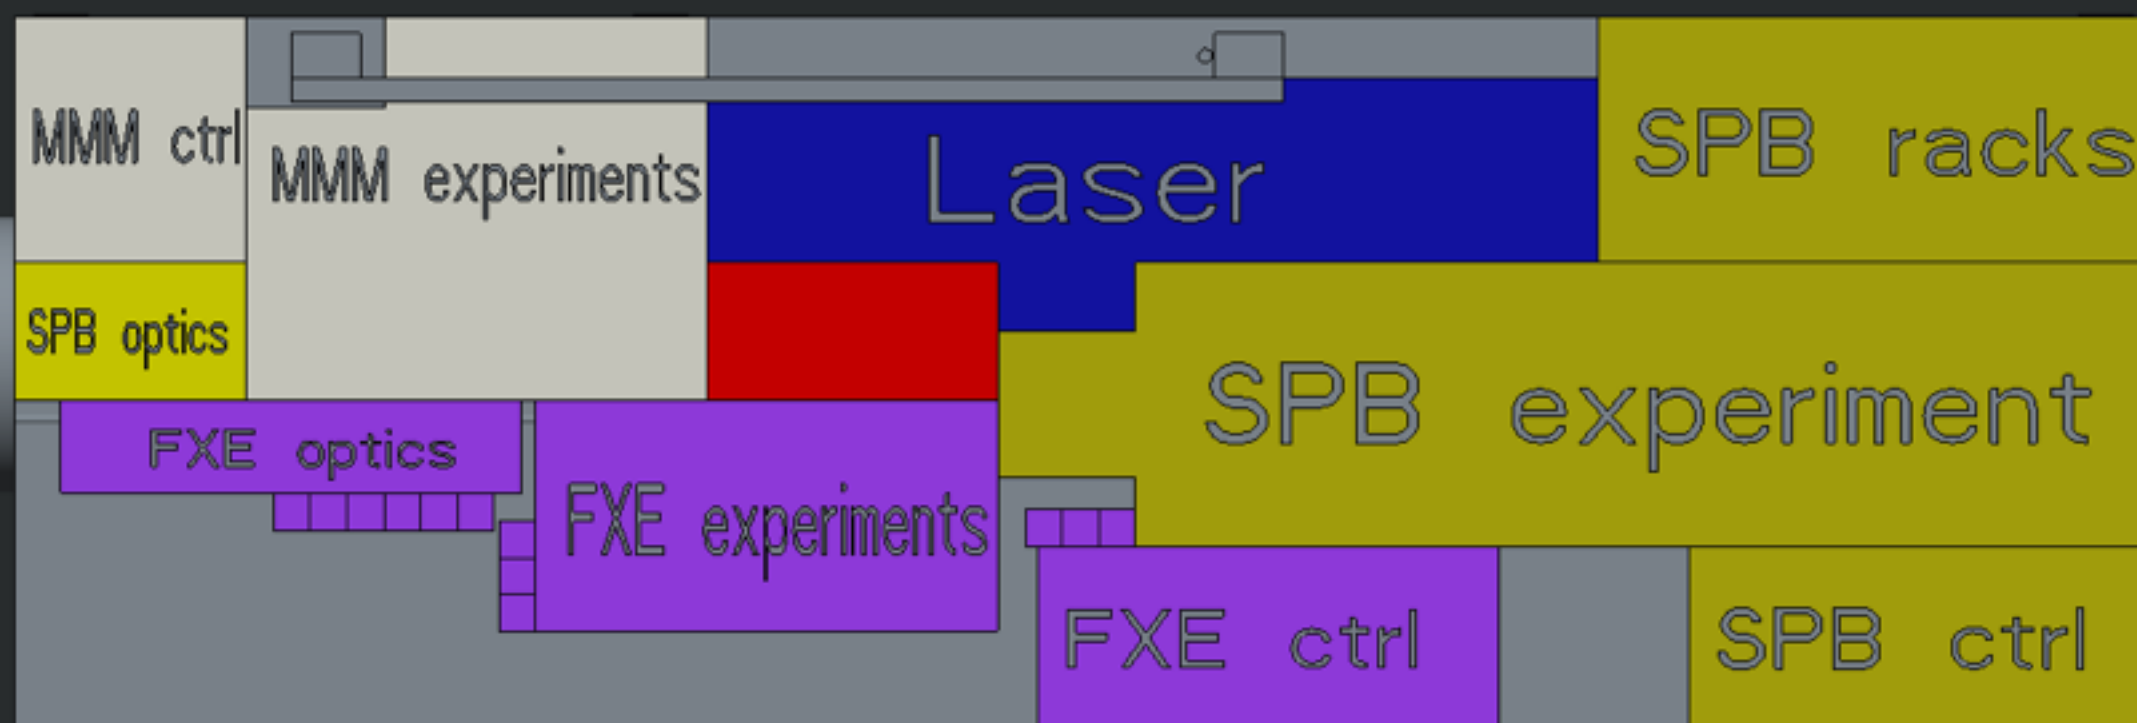 MMM ctrl
MMM experiments
Laser
SPB racks
SPB optics
SPB experiment
FXE optics
FXE experiments
FXE ctrl
SPB ctrl